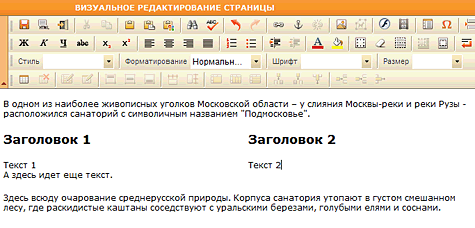 ВИЗУАЛЬНОЕ РЕДАКТИРОВАНИЕ СТРАНИЦЫ
Ж К Ч abc x₂ x²
Стиль Форматирование Нормальн... Шрифт Размер
В одном из наиболее живописных уголков Московской области – у слияния Москвы-реки и реки Рузы -
расположился санаторий с символичным названием "Подмосковье".
Заголовок 1 Заголовок 2
Текст 1 Текст 2
А здесь идет еще текст.
Здесь всюду очарование среднерусской природы. Корпуса санатория утопают в густом смешанном
лесу, где раскидистые каштаны соседствуют с уральскими березами, голубыми елями и соснами.